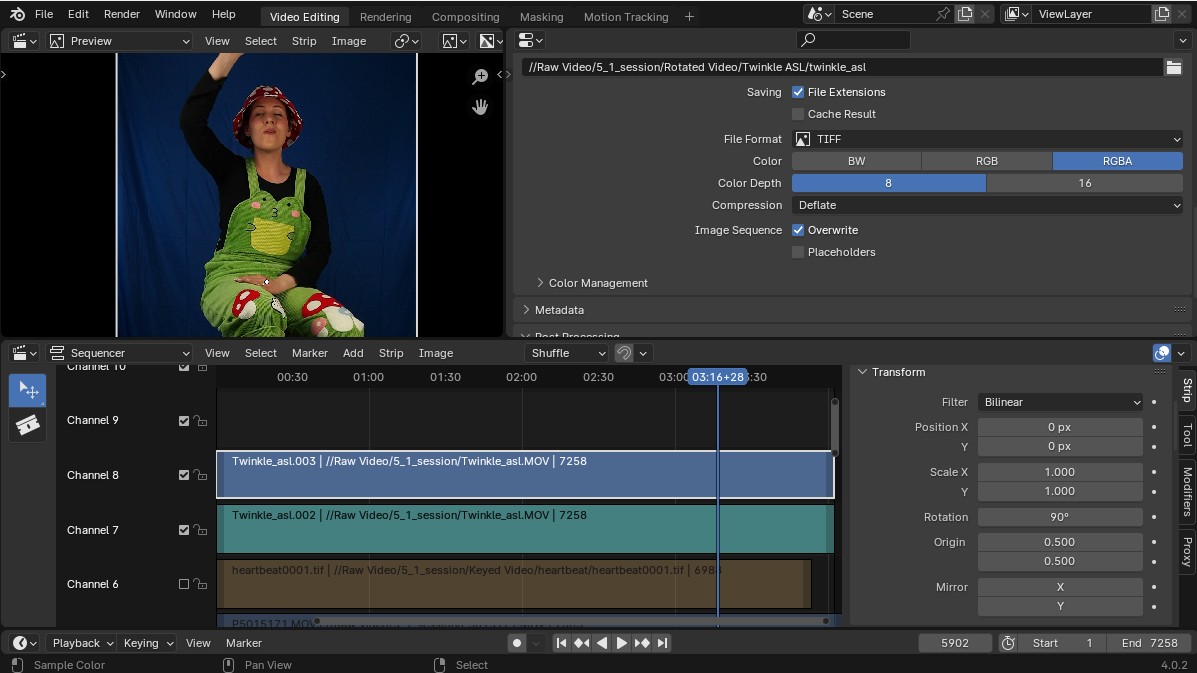 File Edit Render Window Help Video Editing Rendering Compositing Masking Motion Tracking + Scene ViewLayer
Preview View Select Strip Image
//Raw Video/5_1_session/Rotated Video/Twinkle ASL/twinkle_asl
Saving File Extensions
Cache Result
File Format TIFF
Color BW RGB RGBA
Color Depth 8 16
Compression Deflate
Image Sequence Overwrite
Placeholders
Color Management
Metadata
Post Processing
Sequencer View Select Marker Add Strip Image Shuffle
Channel 10
00:30 01:00 01:30 02:00 02:30 03:00 03:16+28 :30
Channel 9
Channel 8
Twinkle_asl.003 | //Raw Video/5_1_session/Twinkle_asl.MOV | 7258
Channel 7
Twinkle_asl.002 | //Raw Video/5_1_session/Twinkle_asl.MOV | 7258
Channel 6
heartbeat0001.tif | //Raw Video/5_1_session/Keyed Video/heartbeat/heartbeat0001.tif | 6988
P5015171.MOV
Transform
Filter Bilinear
Position X 0 px
Y 0 px
Scale X 1.000
Y 1.000
Rotation 90°
Origin 0.500
0.500
Mirror X
Y
Strip
Tool
Modifiers
Proxy
Playback Keying View Marker 5902 Start 1 End 7258
Sample Color Pan View Select 4.0.2